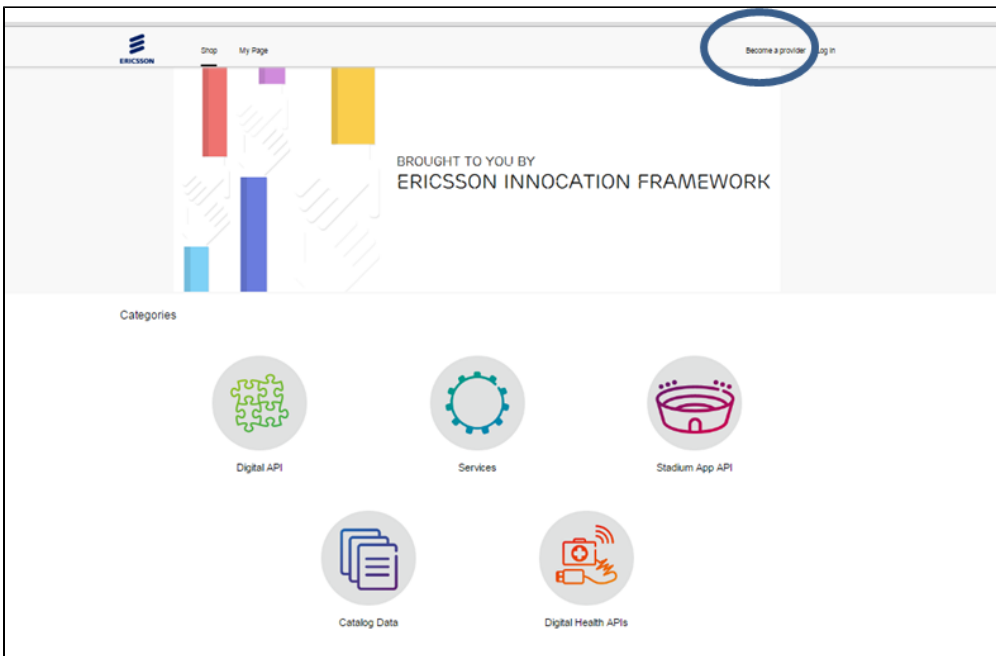 ERICSSON
Shop My Page Become a provider Log in
BROUGHT TO YOU BY
ERICSSON INNOCATION FRAMEWORK
Categories
Digital API Services Stadium App API
Catalog Data Digital Health APIs